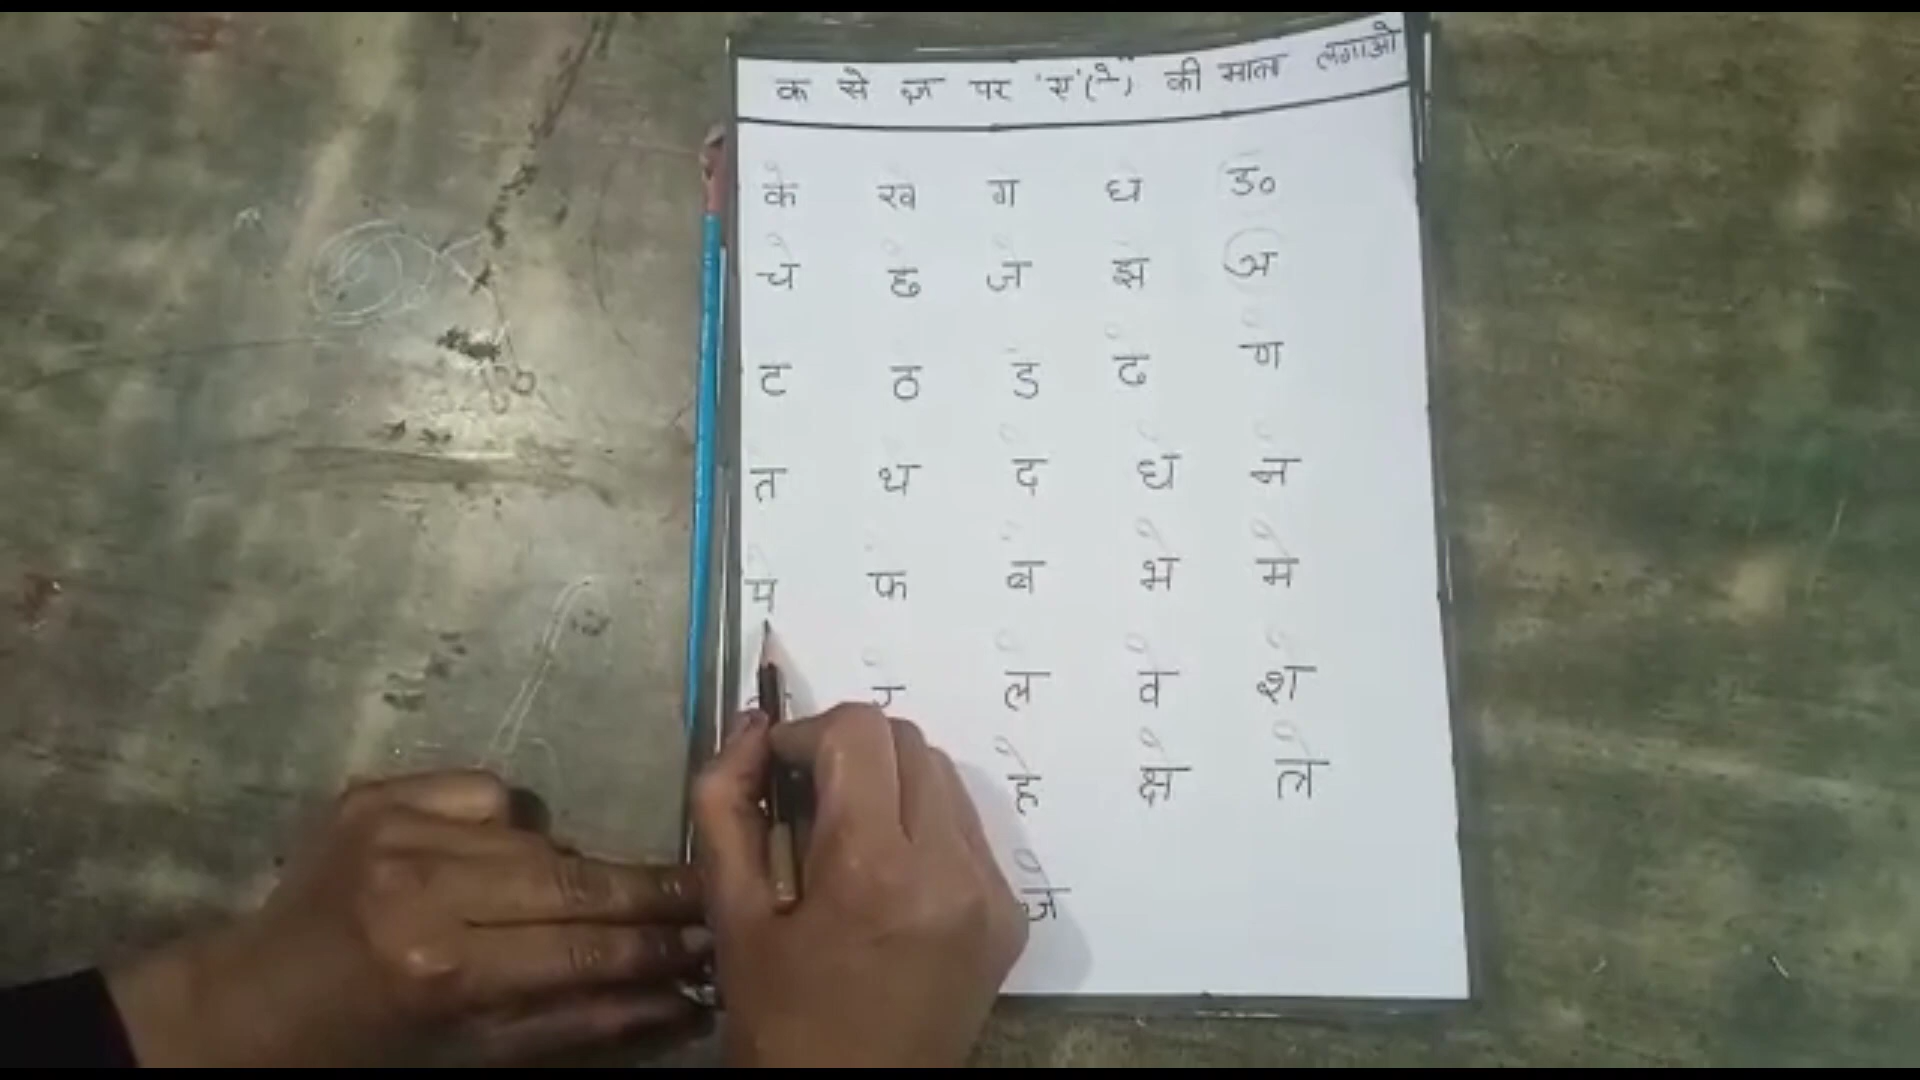 क से ज्ञ पर 'ए'(े) की मात्रा लगाओ
के ख ग घ ङ
च छ ज झ ञ
ट ठ ड ढ ण
त थ द ध न
प फ ब भ म
ल व श
ह क्ष त्र
ज्ञ